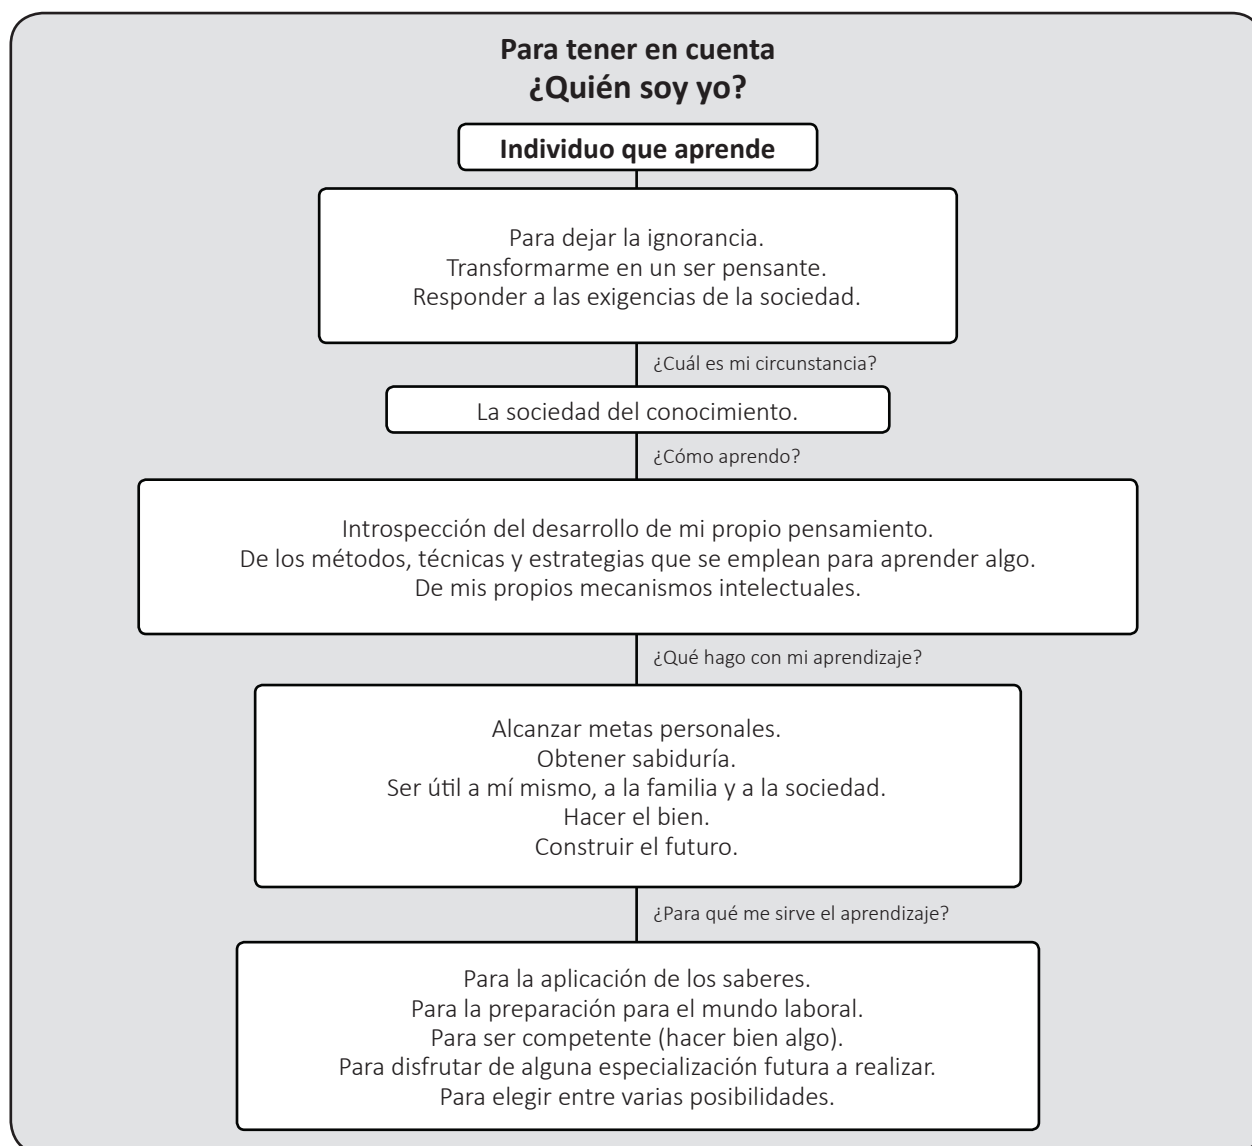 Para tener en cuenta
¿Quién soy yo?
Individuo que aprende
Para dejar la ignorancia.
Transformarme en un ser pensante.
Responder a las exigencias de la sociedad.
¿Cuál es mi circunstancia?
La sociedad del conocimiento.
¿Cómo aprendo?
Introspección del desarrollo de mi propio pensamiento.
De los métodos, técnicas y estrategias que se emplean para aprender algo.
De mis propios mecanismos intelectuales.
¿Qué hago con mi aprendizaje?
Alcanzar metas personales.
Obtener sabiduría.
Ser útil a mí mismo, a la familia y a la sociedad.
Hacer el bien.
Construir el futuro.
¿Para qué me sirve el aprendizaje?
Para la aplicación de los saberes.
Para la preparación para el mundo laboral.
Para ser competente (hacer bien algo).
Para disfrutar de alguna especialización futura a realizar.
Para elegir entre varias posibilidades.